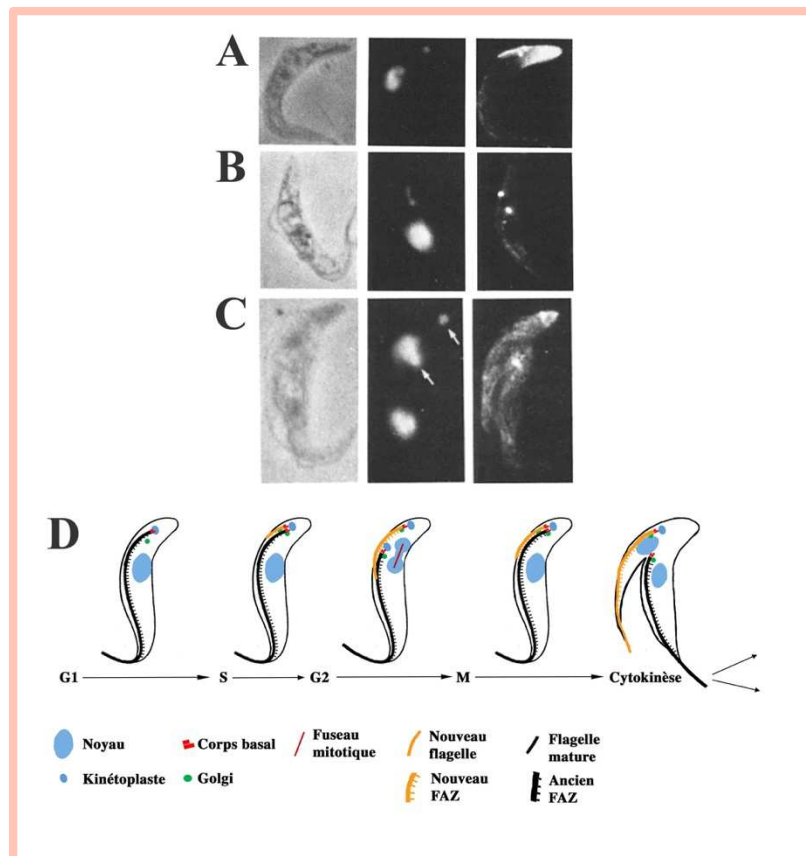 A
B
C
D
G1 S G2 M Cytokinèse
Noyau Corps basal Fuseau mitotique Nouveau flagelle Flagelle mature
Kinétoplaste Golgi Nouveau FAZ Ancien FAZ